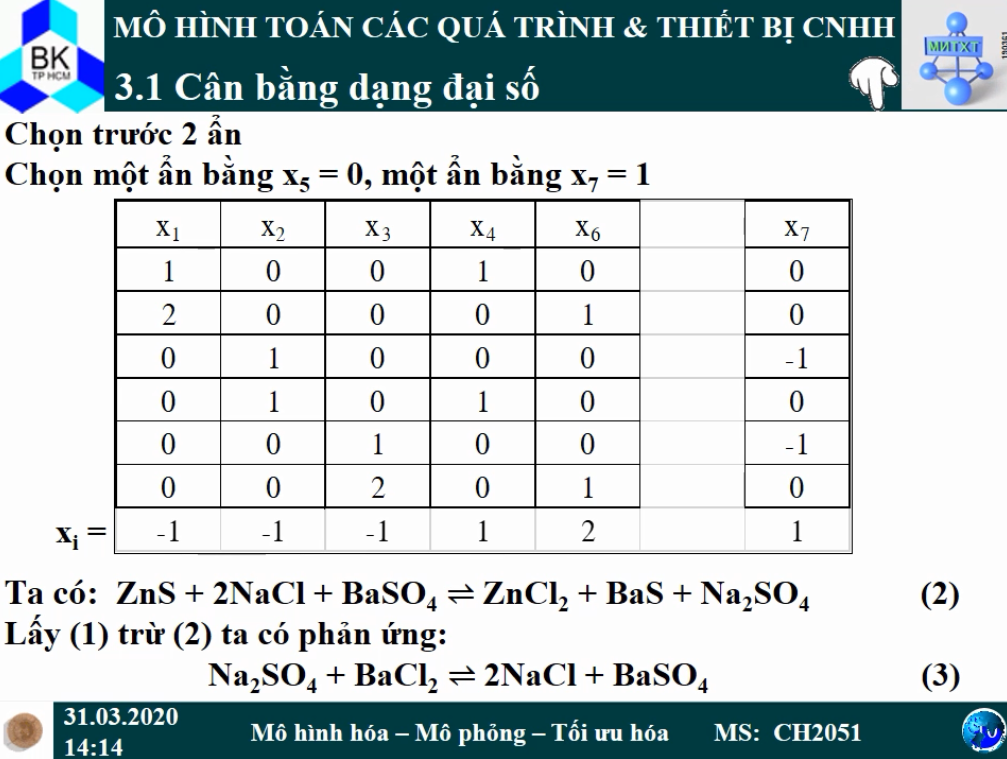 MÔ HÌNH TOÁN CÁC QUÁ TRÌNH & THIẾT BỊ CNHH
BK
TP HCM
МИТХТ
3.1 Cân bằng dạng đại số
Chọn trước 2 ẩn
Chọn một ẩn bằng x₅ = 0, một ẩn bằng x₇ = 1
x₁ x₂ x₃ x₄ x₆ x₇
1 0 0 1 0 0
2 0 0 0 1 0
0 1 0 0 0 -1
0 1 0 1 0 0
0 0 1 0 0 -1
0 0 2 0 1 0
xᵢ = -1 -1 -1 1 2 1
Ta có: ZnS + 2NaCl + BaSO₄ ⇌ ZnCl₂ + BaS + Na₂SO₄ (2)
Lấy (1) trừ (2) ta có phản ứng:
Na₂SO₄ + BaCl₂ ⇌ 2NaCl + BaSO₄ (3)
31.03.2020
14:14
Mô hình hóa – Mô phỏng – Tối ưu hóa MS: CH2051